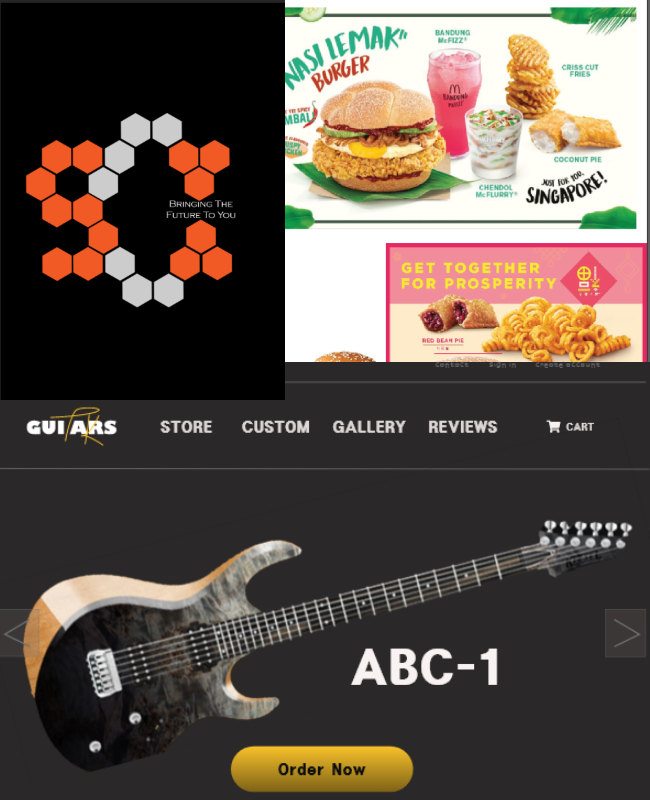 BRINGING THE
FUTURE TO YOU
NASI LEMAK"
BURGER
BANDUNG
McFIZZ®
CRISS CUT
FRIES
BANDUNG
COCONUT PIE
CHENDOL
McFLURRY®
JUST FOR YOU,
SINGAPORE!
GET TOGETHER
FOR PROSPERITY
RED BEAN PIE
Contact Sign in Create account
GUITARS
STORE CUSTOM GALLERY REVIEWS CART
ABC-1
Order Now